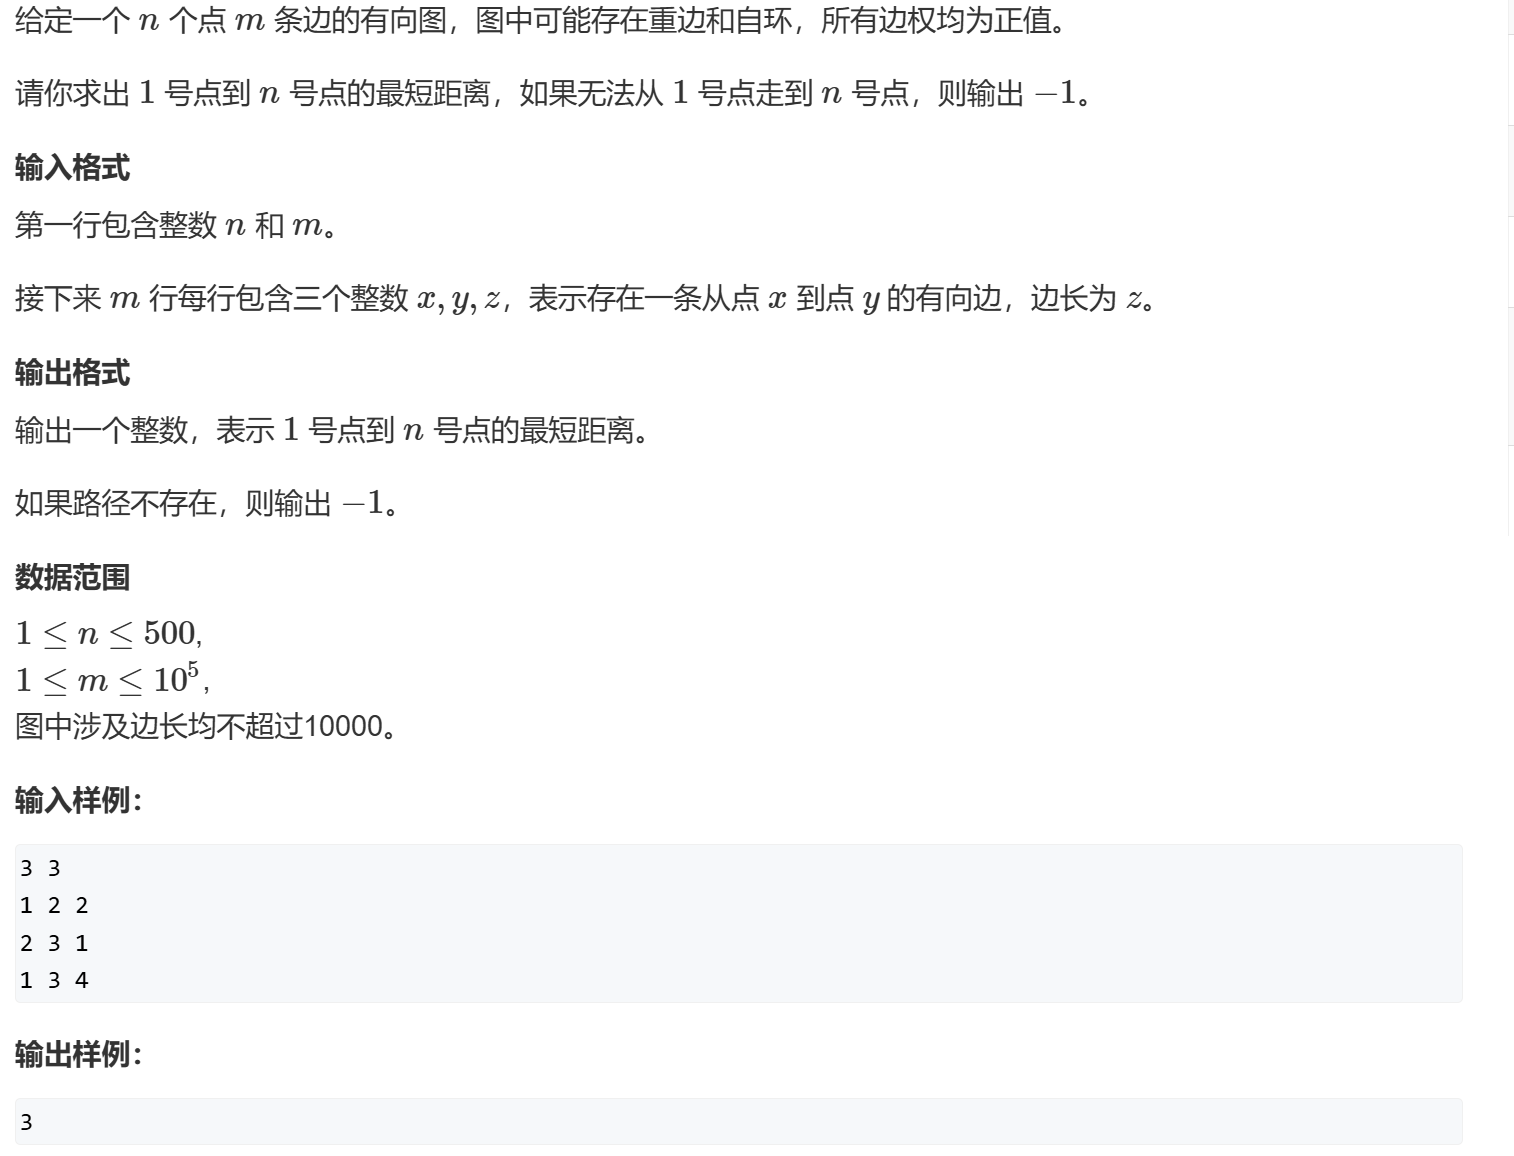 给定一个 n 个点 m 条边的有向图，图中可能存在重边和自环，所有边权均为正值。
请你求出 1 号点到 n 号点的最短距离，如果无法从 1 号点走到 n 号点，则输出 −1。
输入格式
第一行包含整数 n 和 m。
接下来 m 行每行包含三个整数 x, y, z，表示存在一条从点 x 到点 y 的有向边，边长为 z。
输出格式
输出一个整数，表示 1 号点到 n 号点的最短距离。
如果路径不存在，则输出 −1。
数据范围
1 ≤ n ≤ 500,
1 ≤ m ≤ 10⁵,
图中涉及边长均不超过10000。
输入样例：
3 3
1 2 2
2 3 1
1 3 4
输出样例：
3